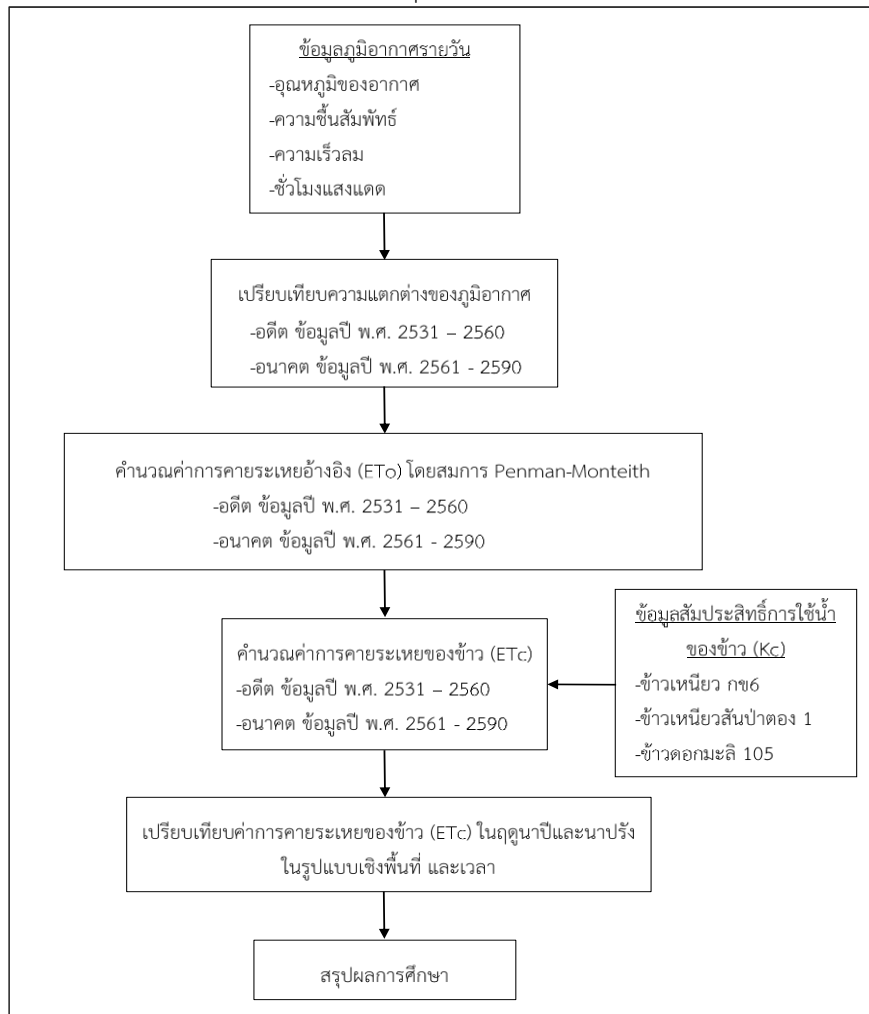 ข้อมูลภูมิอากาศรายวัน
-อุณหภูมิของอากาศ
-ความชื้นสัมพัทธ์
-ความเร็วลม
-ชั่วโมงแสงแดด
เปรียบเทียบความแตกต่างของภูมิอากาศ
-อดีต ข้อมูลปี พ.ศ. 2531 – 2560
-อนาคต ข้อมูลปี พ.ศ. 2561 - 2590
คำนวณค่าการคายระเหยอ้างอิง (ETo) โดยสมการ Penman-Monteith
-อดีต ข้อมูลปี พ.ศ. 2531 – 2560
-อนาคต ข้อมูลปี พ.ศ. 2561 - 2590
คำนวณค่าการคายระเหยของข้าว (ETc)
-อดีต ข้อมูลปี พ.ศ. 2531 – 2560
-อนาคต ข้อมูลปี พ.ศ. 2561 - 2590
ข้อมูลสัมประสิทธิ์การใช้น้ำ
ของข้าว (Kc)
-ข้าวเหนียว กข6
-ข้าวเหนียวสันป่าตอง 1
-ข้าวดอกมะลิ 105
เปรียบเทียบค่าการคายระเหยของข้าว (ETc) ในฤดูนาปีและนาปรัง
ในรูปแบบเชิงพื้นที่ และเวลา
สรุปผลการศึกษา